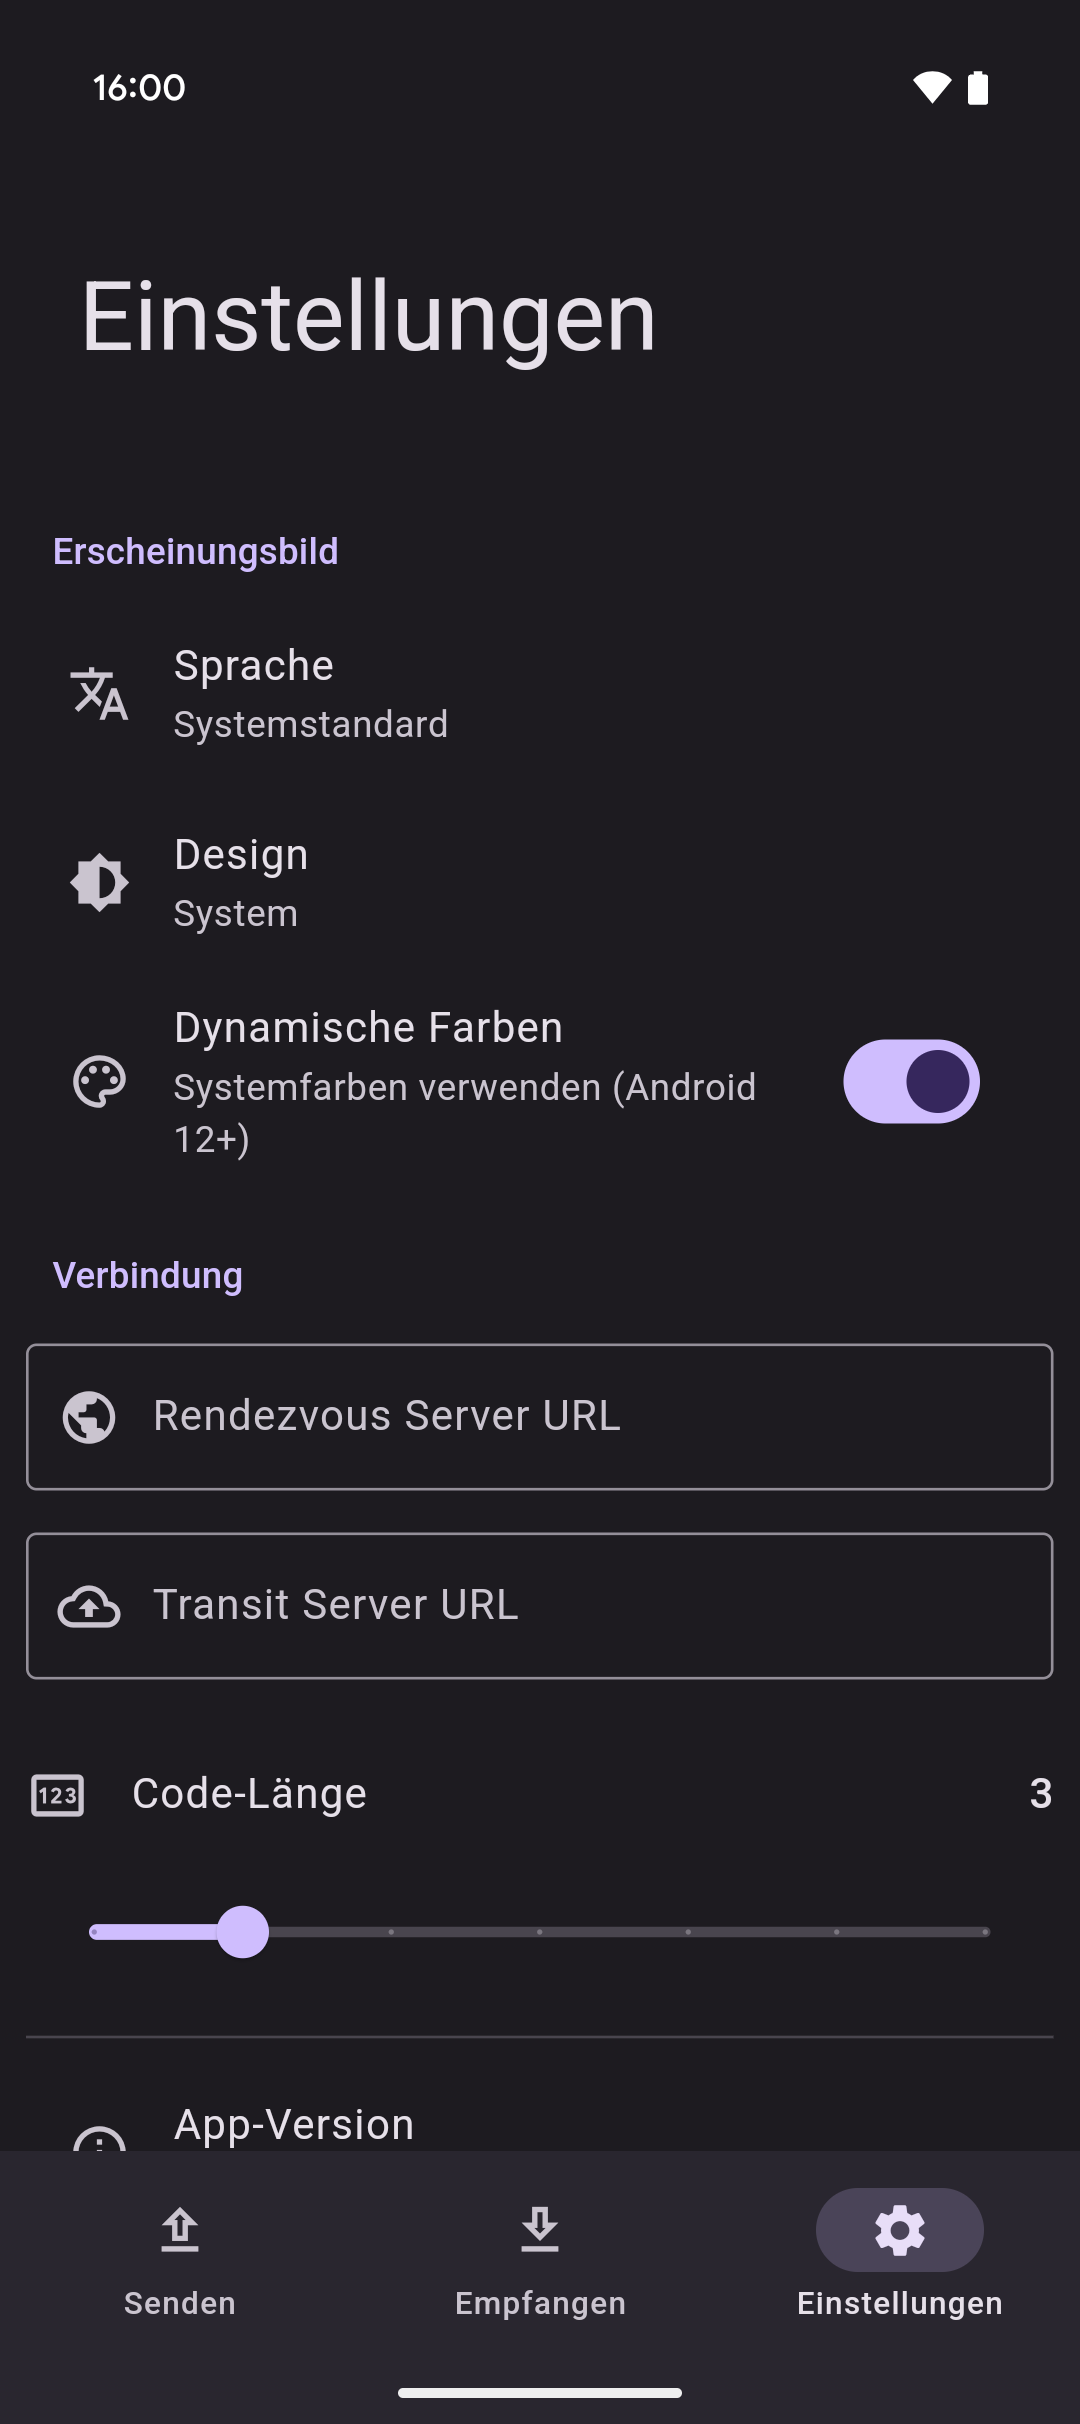 16:00
Einstellungen
Erscheinungsbild
Sprache
Systemstandard
Design
System
Dynamische Farben
Systemfarben verwenden (Android
12+)
Verbindung
Rendezvous Server URL
Transit Server URL
123
Code-Länge
3
App-Version
Senden
Empfangen
Einstellungen